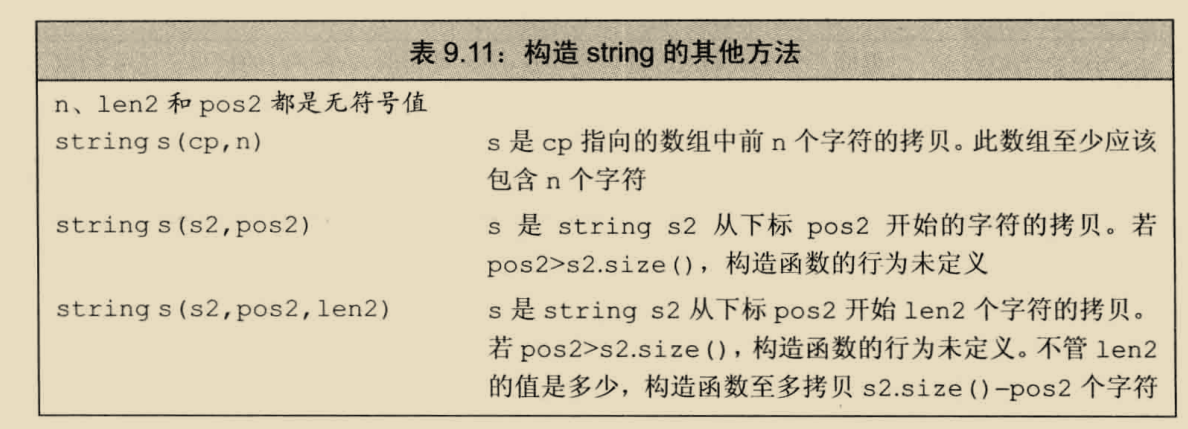 表 9.11：构造 string 的其他方法
n、len2 和 pos2 都是无符号值
string s(cp,n) s 是 cp 指向的数组中前 n 个字符的拷贝。此数组至少应该
包含 n 个字符
string s(s2,pos2) s 是 string s2 从下标 pos2 开始的字符的拷贝。若
pos2>s2.size()，构造函数的行为未定义
string s(s2,pos2,len2) s 是 string s2 从下标 pos2 开始 len2 个字符的拷贝。
若 pos2>s2.size()，构造函数的行为未定义。不管 len2
的值是多少，构造函数至多拷贝 s2.size()–pos2 个字符